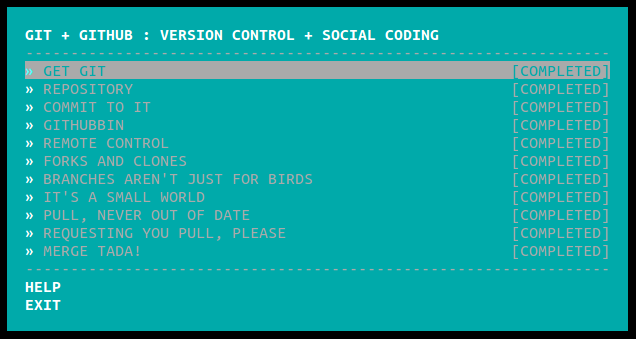 GIT + GITHUB : VERSION CONTROL + SOCIAL CODING
-----------------------------------------------------------------
» GET GIT [COMPLETED]
» REPOSITORY [COMPLETED]
» COMMIT TO IT [COMPLETED]
» GITHUBBIN [COMPLETED]
» REMOTE CONTROL [COMPLETED]
» FORKS AND CLONES [COMPLETED]
» BRANCHES AREN'T JUST FOR BIRDS [COMPLETED]
» IT'S A SMALL WORLD [COMPLETED]
» PULL, NEVER OUT OF DATE [COMPLETED]
» REQUESTING YOU PULL, PLEASE [COMPLETED]
» MERGE TADA! [COMPLETED]
-----------------------------------------------------------------
HELP
EXIT